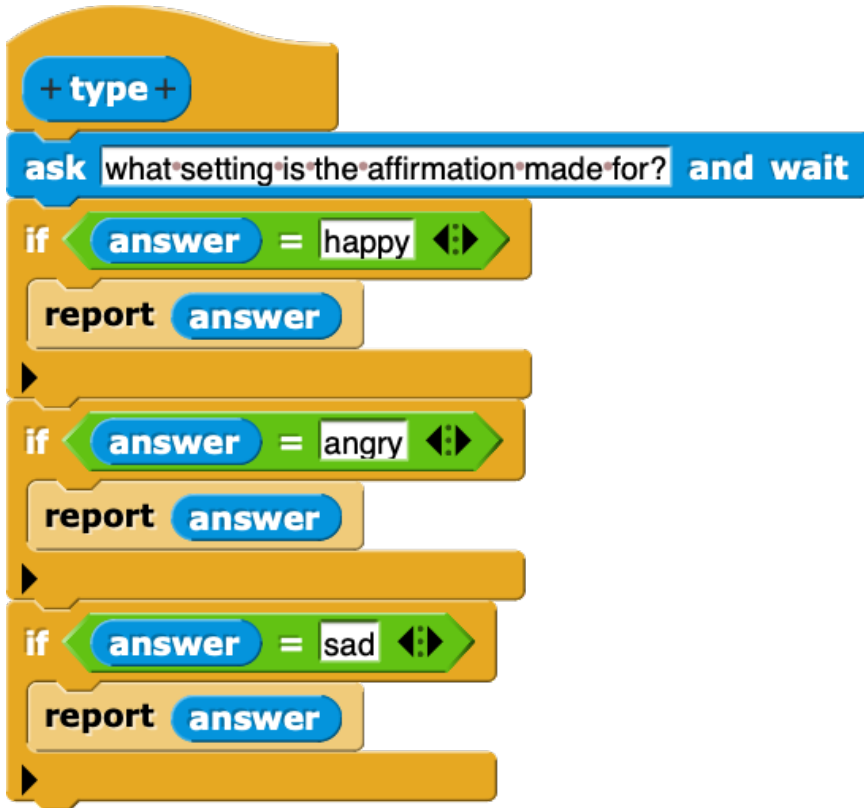 + type +
ask what setting is the affirmation made for? and wait
if answer = happy
report answer
if answer = angry
report answer
if answer = sad
report answer